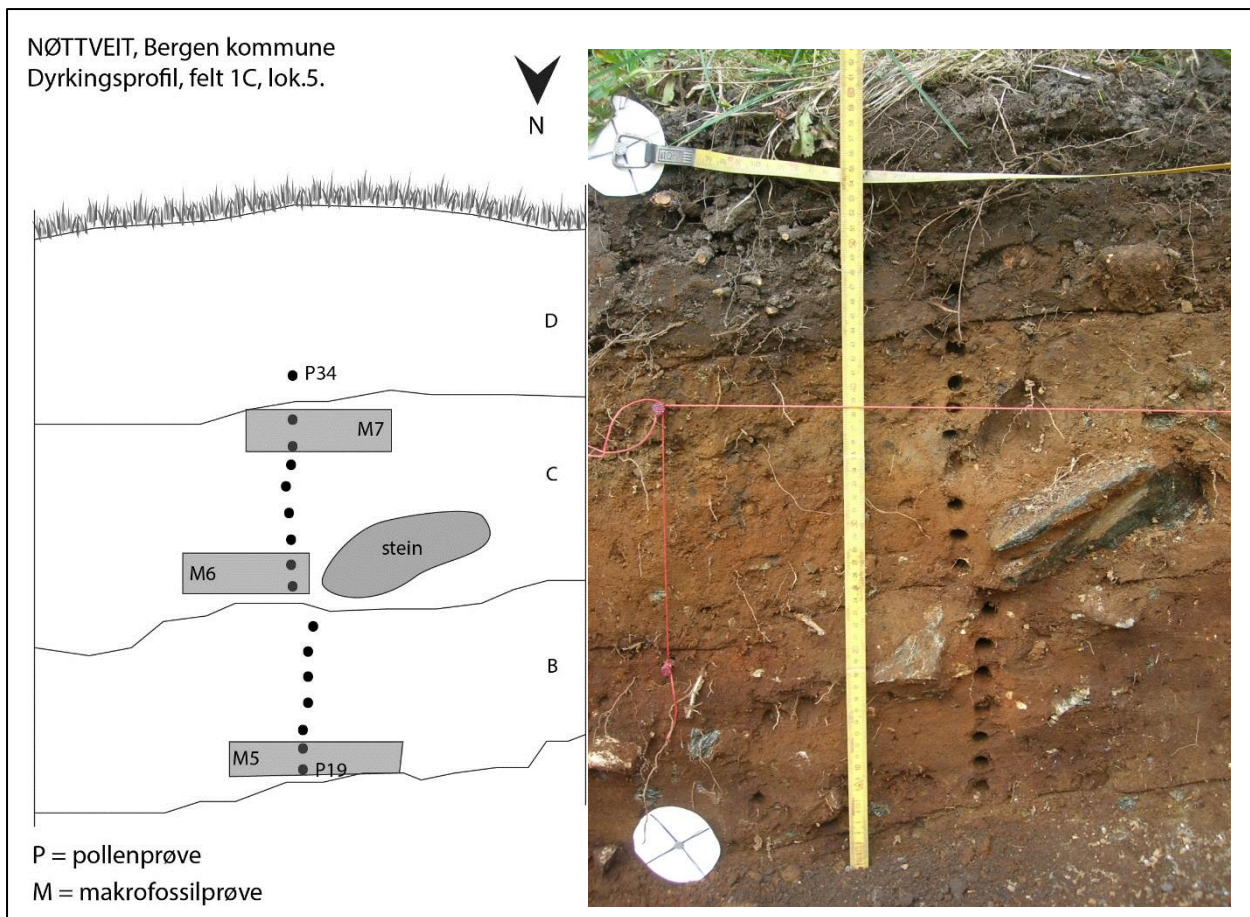 NØTTVEIT, Bergen kommune
Dyrkingsprofil, felt 1C, lok.5.
N
D
P34
M7
C
stein
M6
B
M5
P19
P = pollenprøve
M = makrofossilprøve